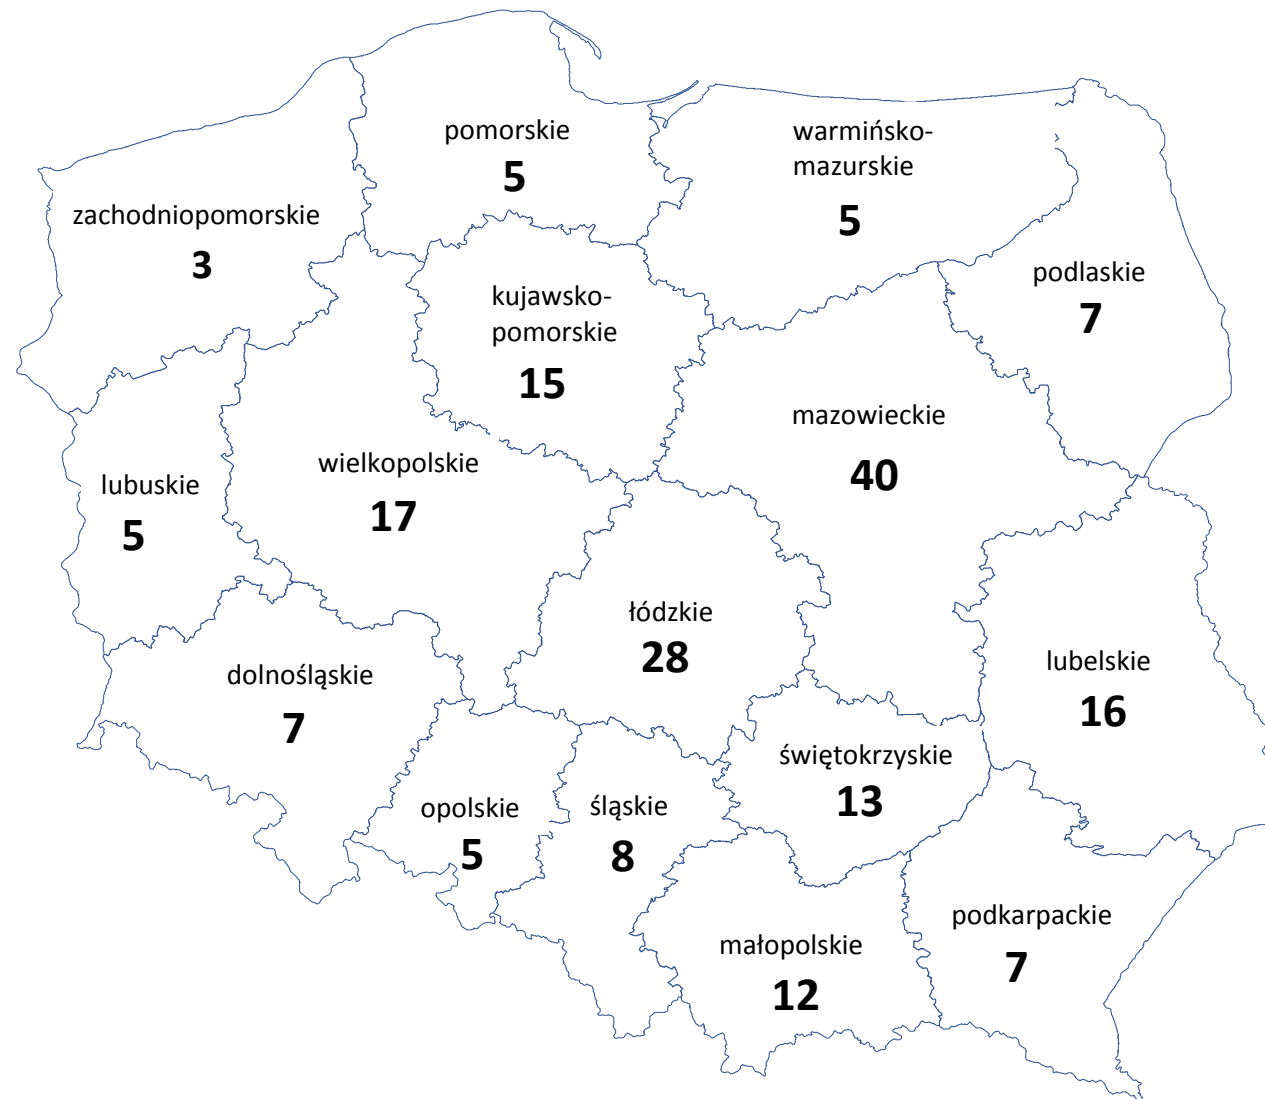 pomorskie
5
warmińsko-
mazurskie
5
zachodniopomorskie
3
podlaskie
7
kujawsko-
pomorskie
15
mazowieckie
40
wielkopolskie
17
lubuskie
5
łódzkie
28
lubelskie
16
dolnośląskie
7
świętokrzyskie
13
opolskie
5
śląskie
8
podkarpackie
7
małopolskie
12